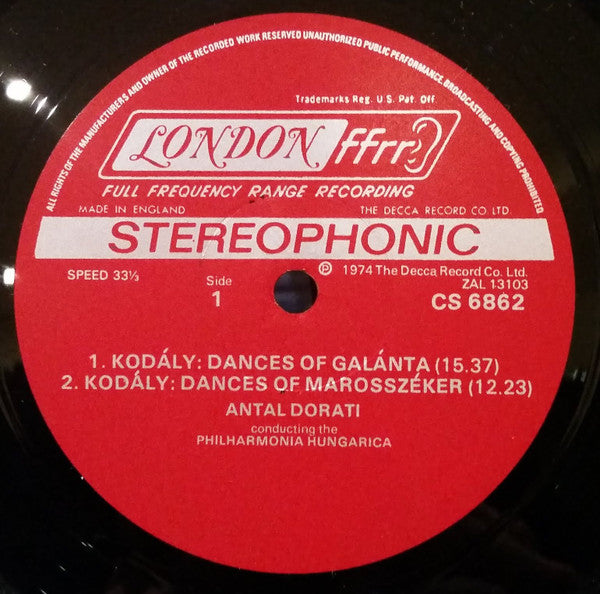 ALL RIGHTS OF THE MANUFACTURERS AND OWNER OF THE RECORDED WORK RESERVED UNAUTHORIZED PUBLIC PERFORMANCE BROADCASTING AND COPYING PROHIBITED
Trademarks Reg. U.S. Pat. Off.
LONDON ffrr
FULL FREQUENCY RANGE RECORDING
MADE IN ENGLAND THE DECCA RECORD CO LTD.
STEREOPHONIC
SPEED 33⅓ Side ℗ 1974 The Decca Record Co. Ltd.
ZAL 13103
1 CS 6862
1. KODÁLY: DANCES OF GALÁNTA (15.37)
2. KODÁLY: DANCES OF MAROSSZÉKER (12.23)
ANTAL DORATI
conducting the
PHILHARMONIA HUNGARICA